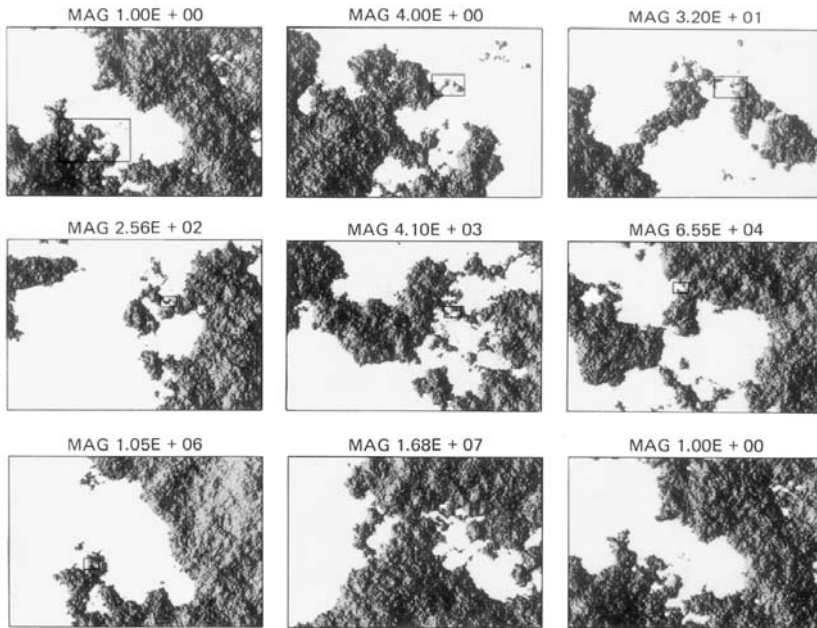 MAG 1.00E + 00
MAG 4.00E + 00
MAG 3.20E + 01
MAG 2.56E + 02
MAG 4.10E + 03
MAG 6.55E + 04
MAG 1.05E + 06
MAG 1.68E + 07
MAG 1.00E + 00